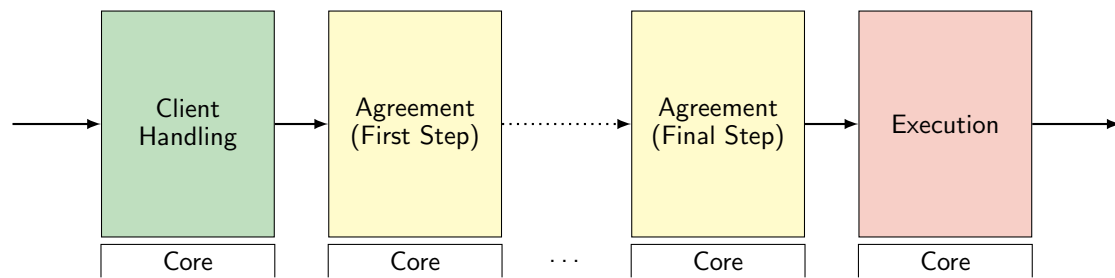 Client
Handling
Agreement
(First Step)
Agreement
(Final Step)
Execution
Core
Core
...
Core
Core